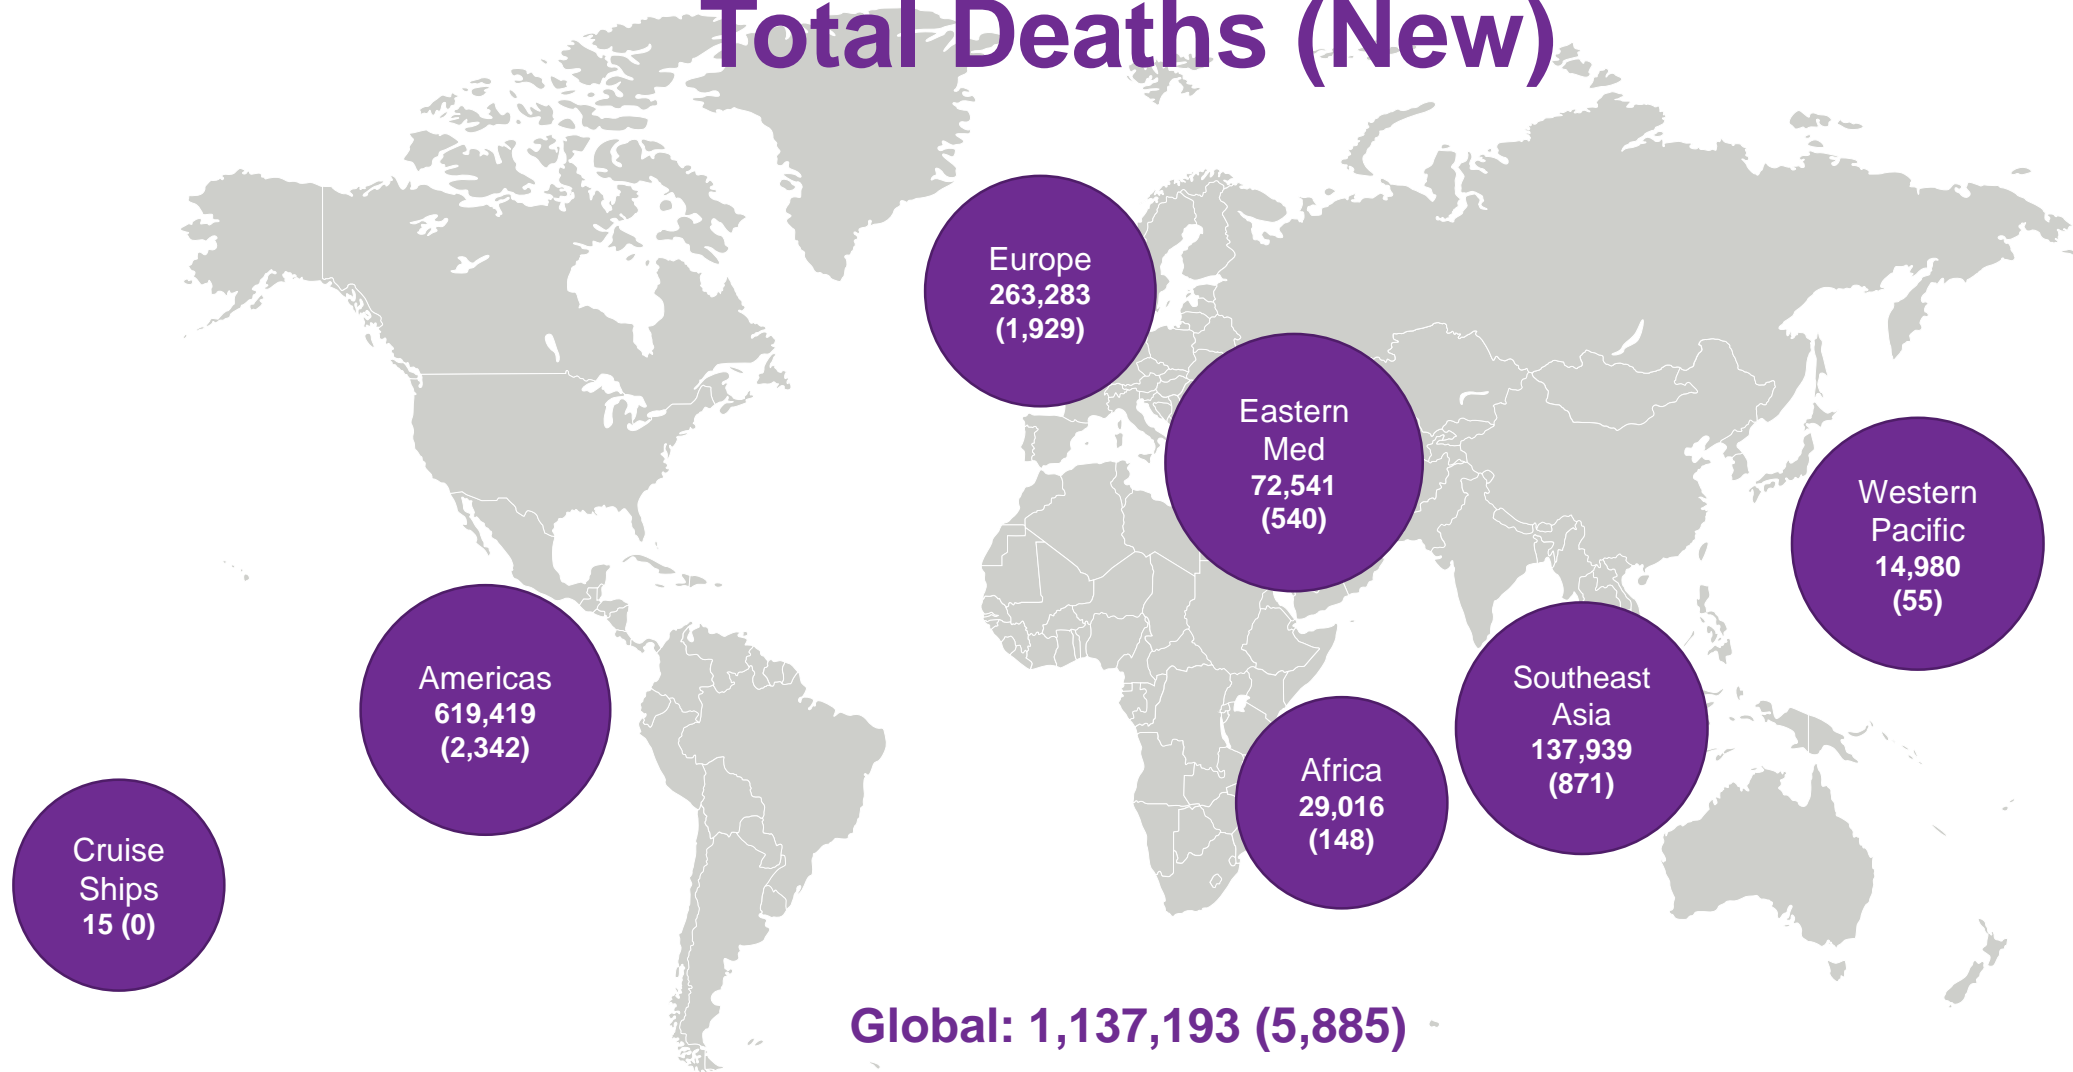 Total Deaths (New)
Europe
263,283
(1,929)
Eastern
Med
72,541
(540)
Western
Pacific
14,980
(55)
Americas
619,419
(2,342)
Southeast
Asia
137,939
(871)
Africa
29,016
(148)
Cruise
Ships
15 (0)
Global: 1,137,193 (5,885)